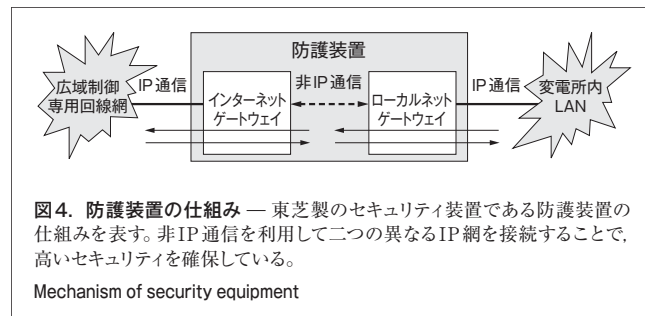 防護装置
広域制御
専用回線網
IP通信
インターネット
ゲートウェイ
非IP通信
ローカルネット
ゲートウェイ
IP通信
変電所内
LAN
図4. 防護装置の仕組み — 東芝製のセキュリティ装置である防護装置の
仕組みを表す。非IP通信を利用して二つの異なるIP網を接続することで,
高いセキュリティを確保している。
Mechanism of security equipment